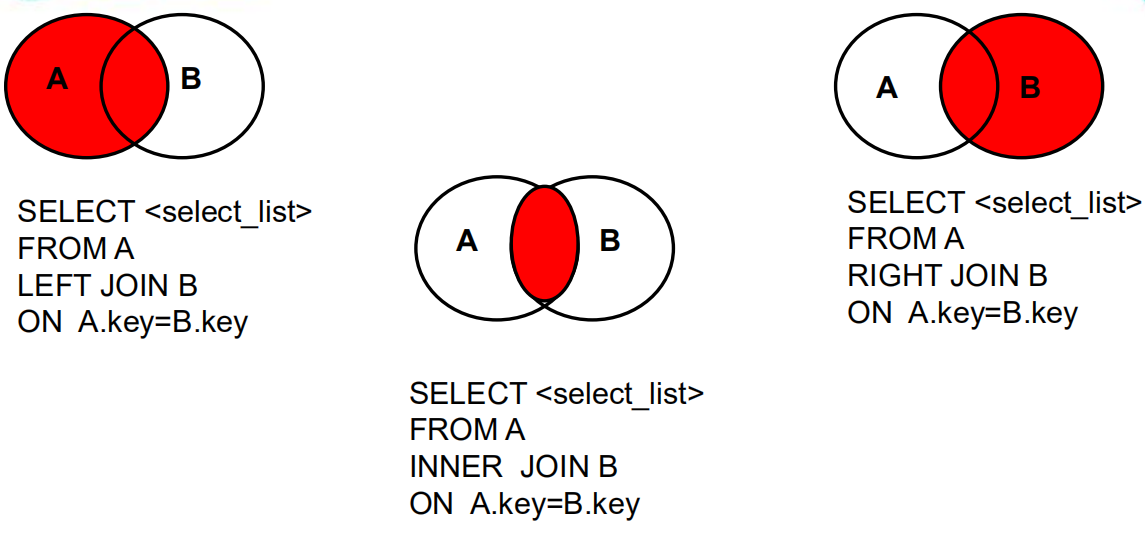 A B
SELECT <select_list>
FROM A
LEFT JOIN B
ON A.key=B.key
A B
SELECT <select_list>
FROM A
INNER JOIN B
ON A.key=B.key
A B
SELECT <select_list>
FROM A
RIGHT JOIN B
ON A.key=B.key